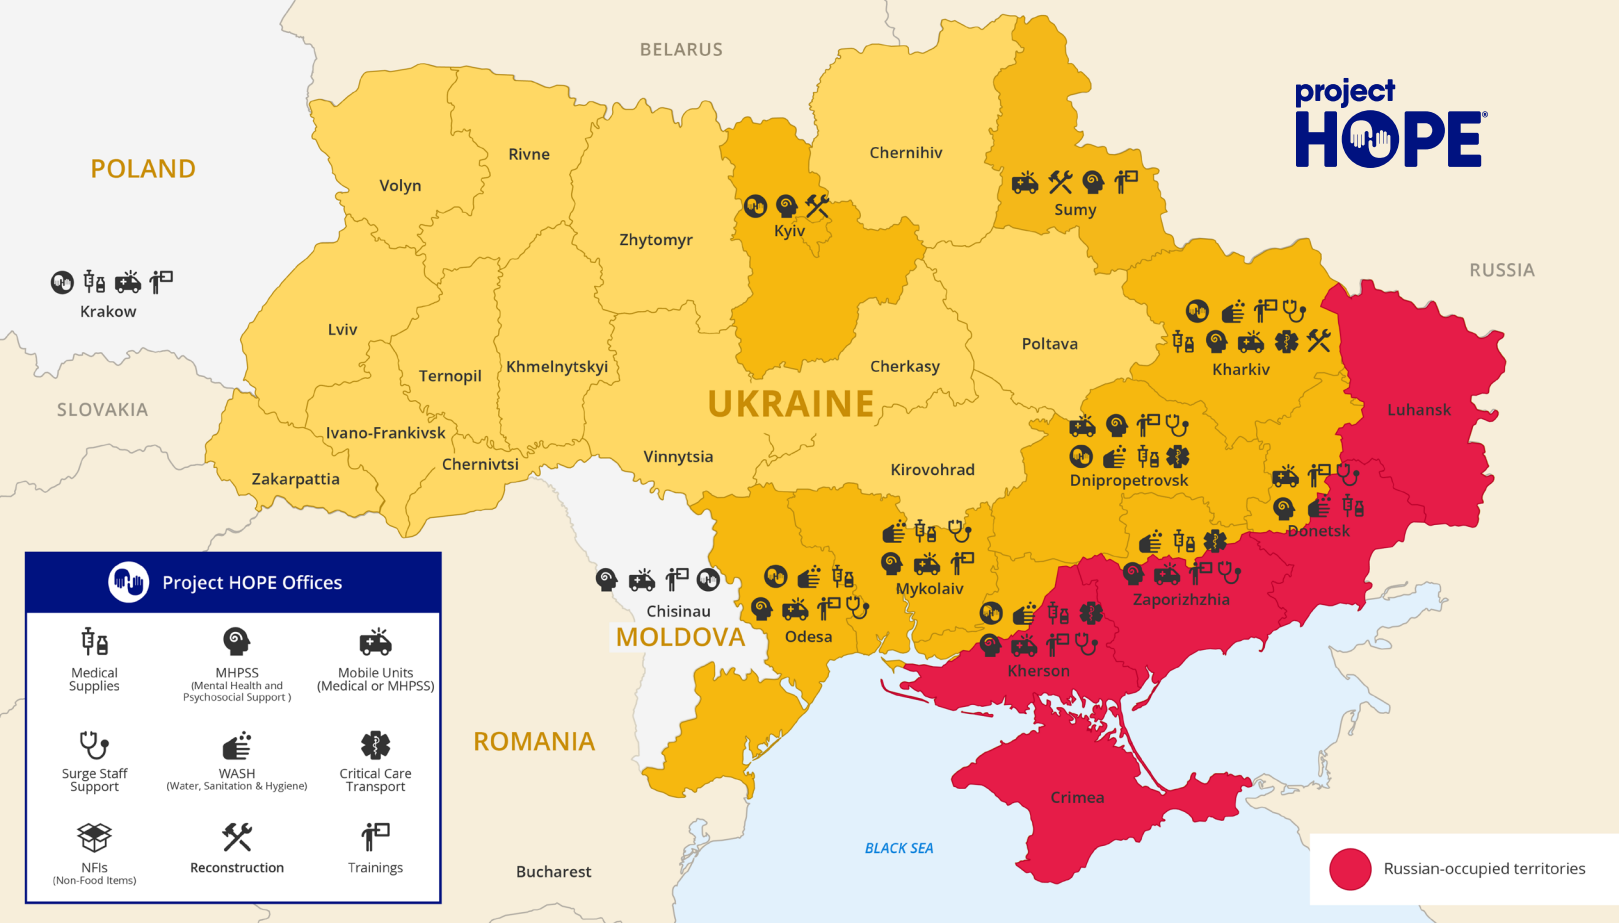 BELARUS
project
HOPE®
POLAND
Rivne
Chernihiv
Volyn
Sumy
Kyiv
Zhytomyr
RUSSIA
Krakow
Lviv
Poltava
Khmelnytskyi
Cherkasy
Kharkiv
Ternopil
UKRAINE
SLOVAKIA
Luhansk
Ivano-Frankivsk
Vinnytsia
Chernivtsi
Kirovohrad
Zakarpattia
Dnipropetrovsk
Donetsk
Mykolaiv
Zaporizhzhia
Chisinau
MOLDOVA
Odesa
Kherson
ROMANIA
Crimea
BLACK SEA
Bucharest
Project HOPE Offices
Medical
Supplies
MHPSS
(Mental Health and
Psychosocial Support )
Mobile Units
(Medical or MHPSS)
Surge Staff
Support
WASH
(Water, Sanitation & Hygiene)
Critical Care
Transport
NFIs
(Non-Food Items)
Reconstruction
Trainings
Russian-occupied territories